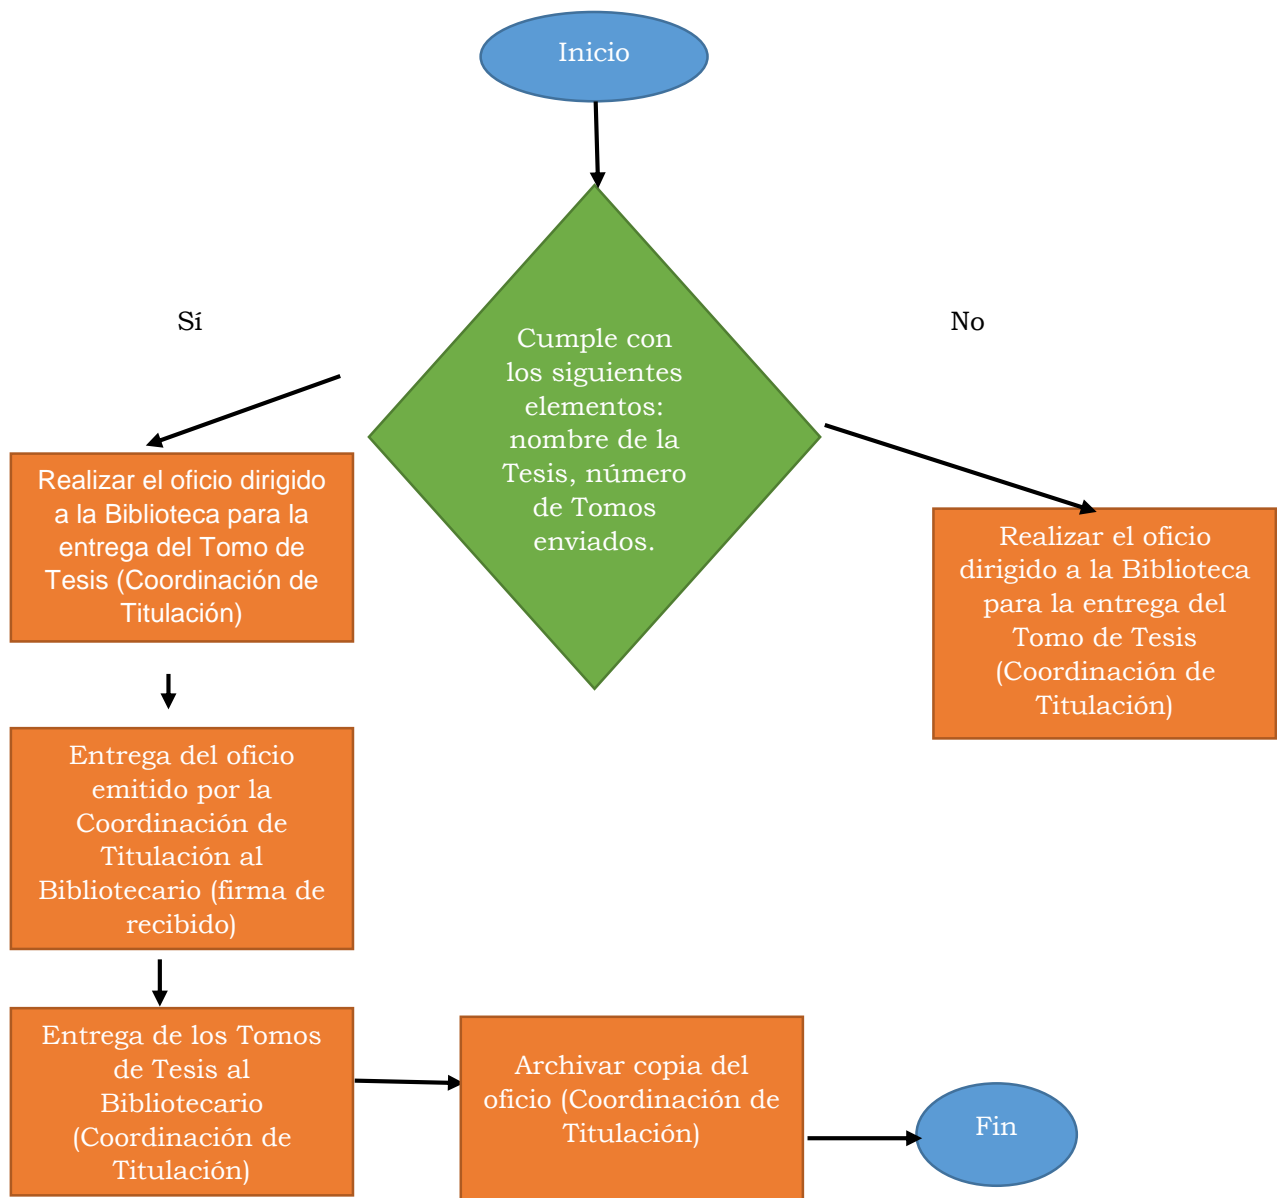 Inicio
Sí
No
Cumple con
los siguientes
elementos:
nombre de la
Tesis, número
de Tomos
enviados.
Realizar el oficio dirigido
a la Biblioteca para la
entrega del Tomo de
Tesis (Coordinación de
Titulación)
Realizar el oficio
dirigido a la Biblioteca
para la entrega del
Tomo de Tesis
(Coordinación de
Titulación)
Entrega del oficio
emitido por la
Coordinación de
Titulación al
Bibliotecario (firma de
recibido)
Entrega de los Tomos
de Tesis al
Bibliotecario
(Coordinación de
Titulación)
Archivar copia del
oficio (Coordinación de
Titulación)
Fin